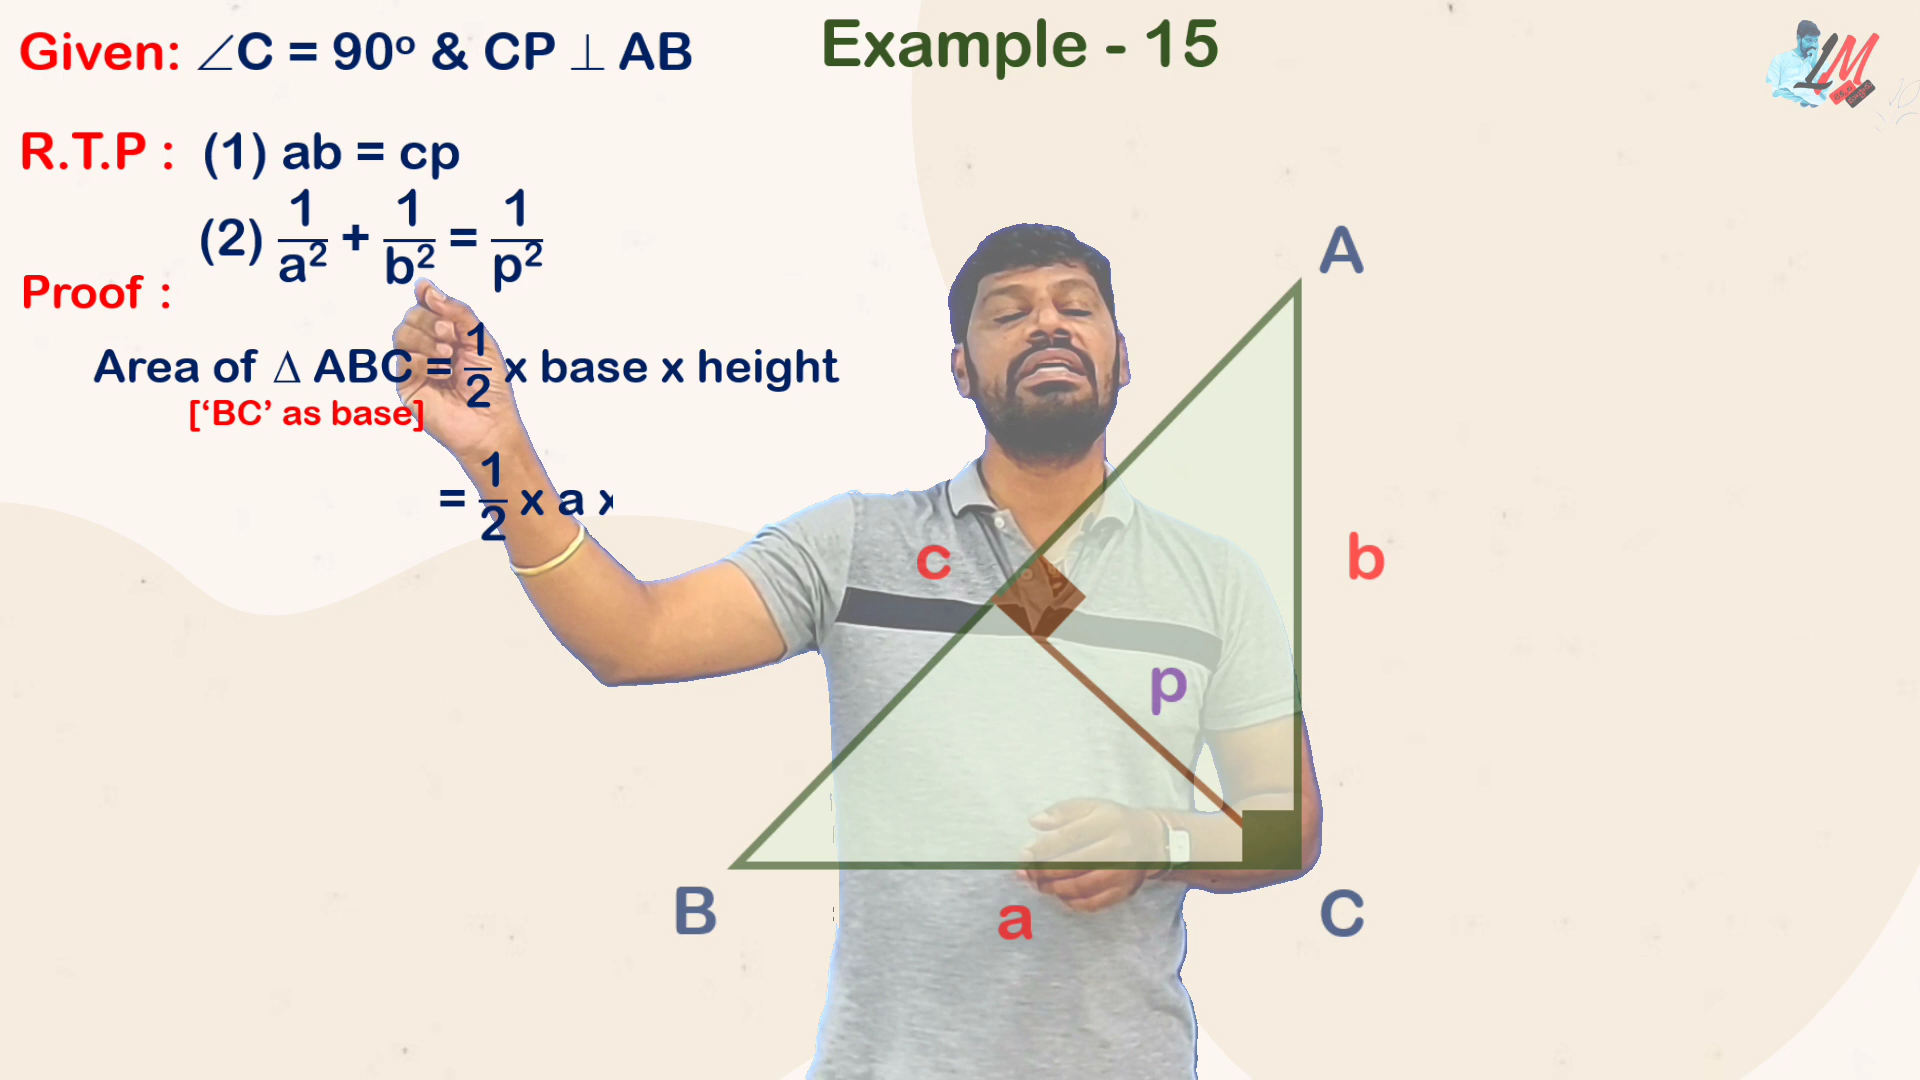 Example - 15
Given: ∠C = 90° & CP ⊥ AB
R.T.P : (1) ab = cp
(2) 1/a² + 1/b² = 1/p²
Proof :
Area of Δ ABC = 1/2 x base x height
['BC' as base]
= 1/2 x a x
A
c
b
p
B
a
C
LM